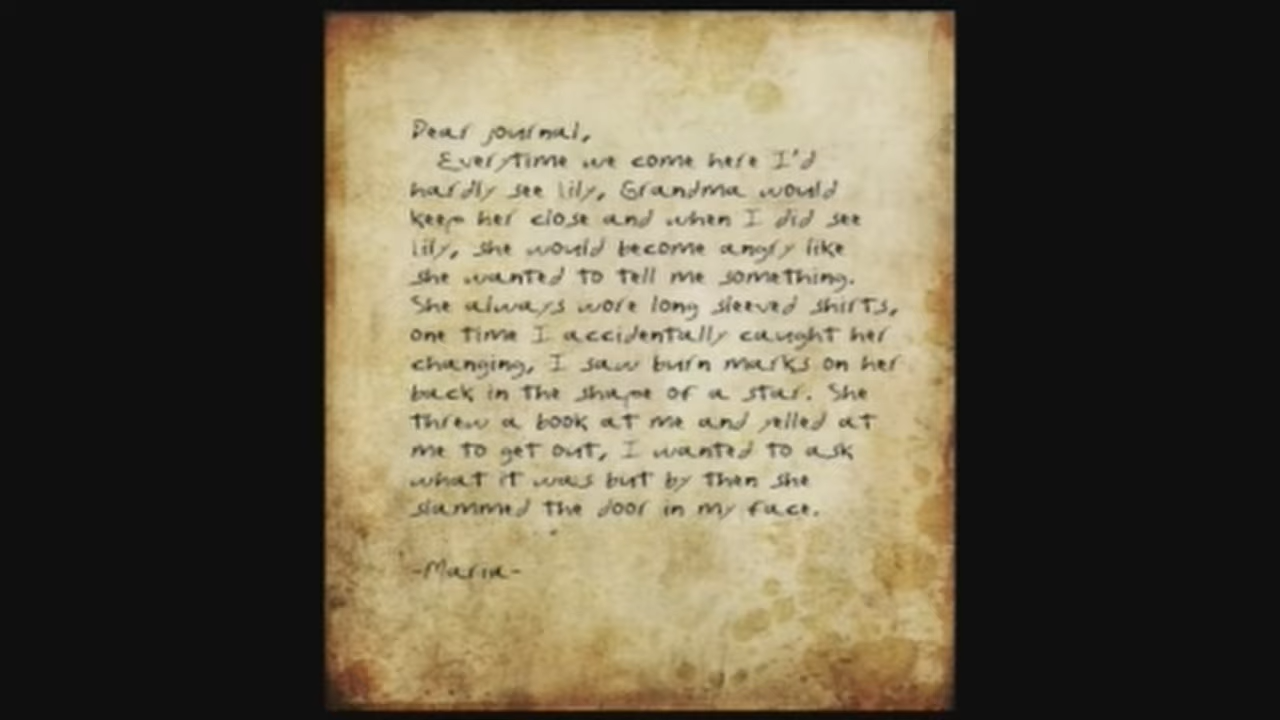 Dear journal,
Everytime we come here I'd
hardly see lily, Grandma would
keep her close and when I did see
lily, she would become angry like
she wanted to tell me something.
She always wore long sleeved shirts,
one time I accidentally caught her
changing, I saw burn marks on her
back in the shape of a star. She
threw a book at me and yelled at
me to get out, I wanted to ask
what it was but by then she
slammed the door in my face.
-Maria-